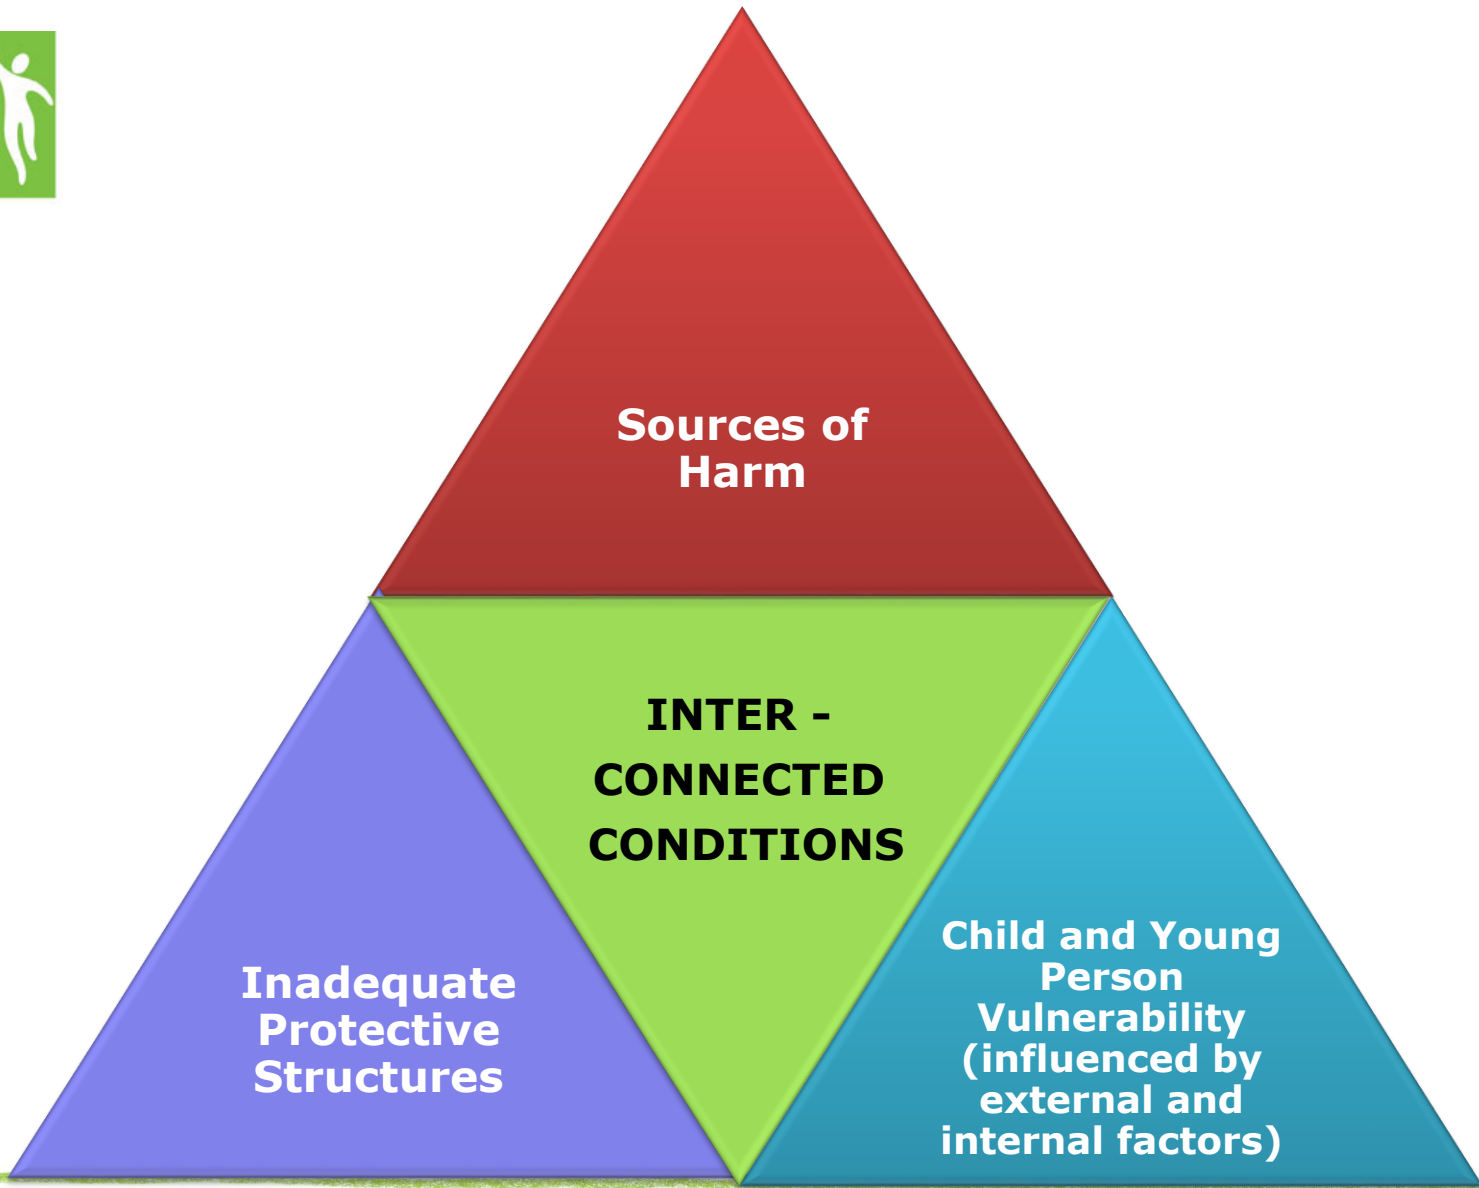 Sources of
Harm
INTER -
CONNECTED
CONDITIONS
Inadequate
Protective
Structures
Child and Young
Person
Vulnerability
(influenced by
external and
internal factors)